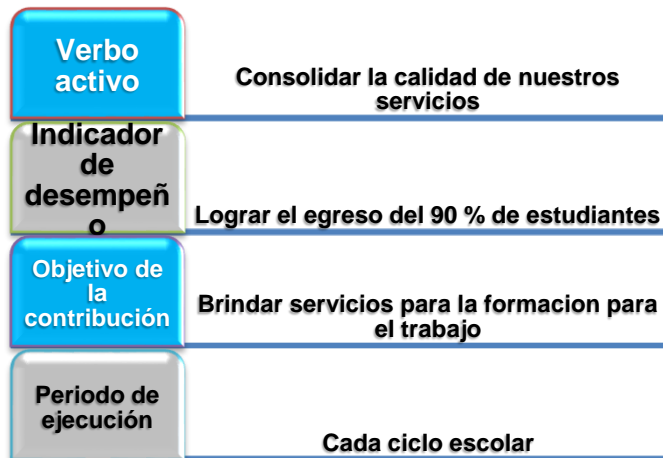 Verbo
activo
Consolidar la calidad de nuestros
servicios
Indicador
de
desempeñ
o
Lograr el egreso del 90 % de estudiantes
Objetivo de
la
contribución
Brindar servicios para la formacion para
el trabajo
Periodo de
ejecución
Cada ciclo escolar